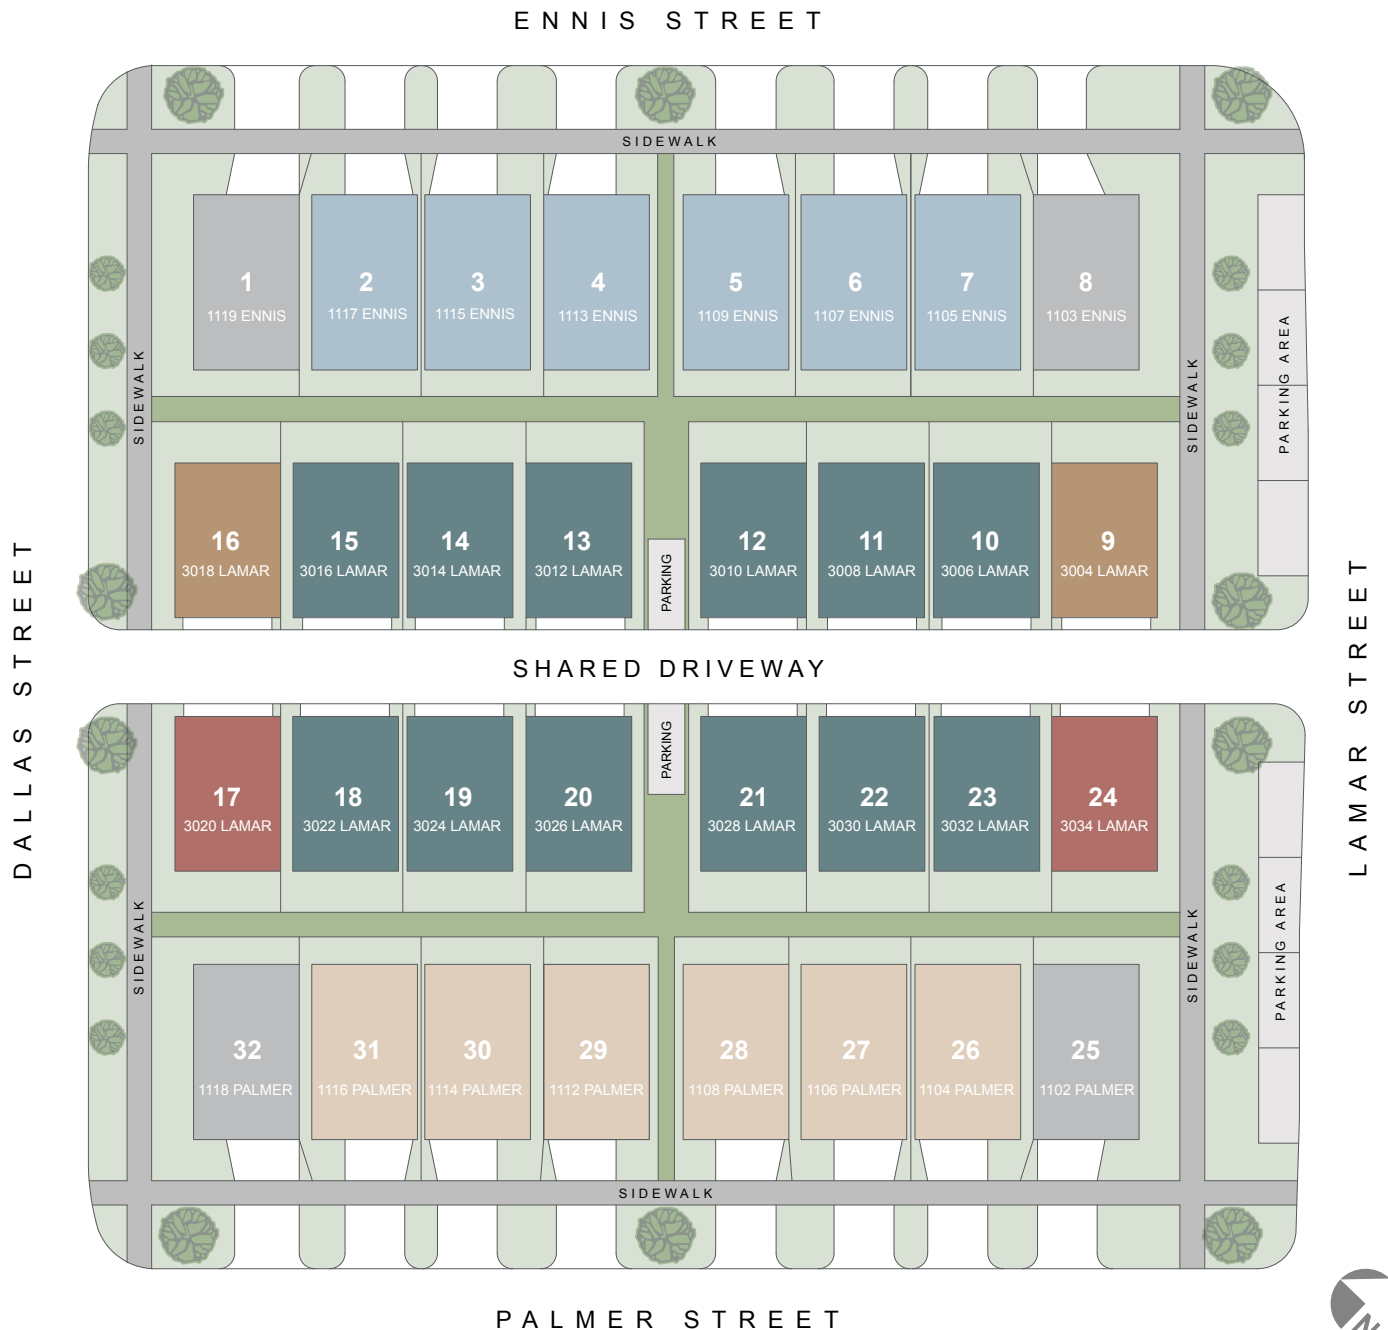 ENNIS STREET
SIDEWALK
1
1119 ENNIS
2
1117 ENNIS
3
1115 ENNIS
4
1113 ENNIS
5
1109 ENNIS
6
1107 ENNIS
7
1105 ENNIS
8
1103 ENNIS
SIDEWALK
SIDEWALK
PARKING AREA
16
3018 LAMAR
15
3016 LAMAR
14
3014 LAMAR
13
3012 LAMAR
PARKING
12
3010 LAMAR
11
3008 LAMAR
10
3006 LAMAR
9
3004 LAMAR
DALLAS STREET
SHARED DRIVEWAY
LAMAR STREET
17
3020 LAMAR
18
3022 LAMAR
19
3024 LAMAR
20
3026 LAMAR
PARKING
21
3028 LAMAR
22
3030 LAMAR
23
3032 LAMAR
24
3034 LAMAR
SIDEWALK
SIDEWALK
PARKING AREA
32
1118 PALMER
31
1116 PALMER
30
1114 PALMER
29
1112 PALMER
28
1108 PALMER
27
1106 PALMER
26
1104 PALMER
25
1102 PALMER
SIDEWALK
PALMER STREET
N